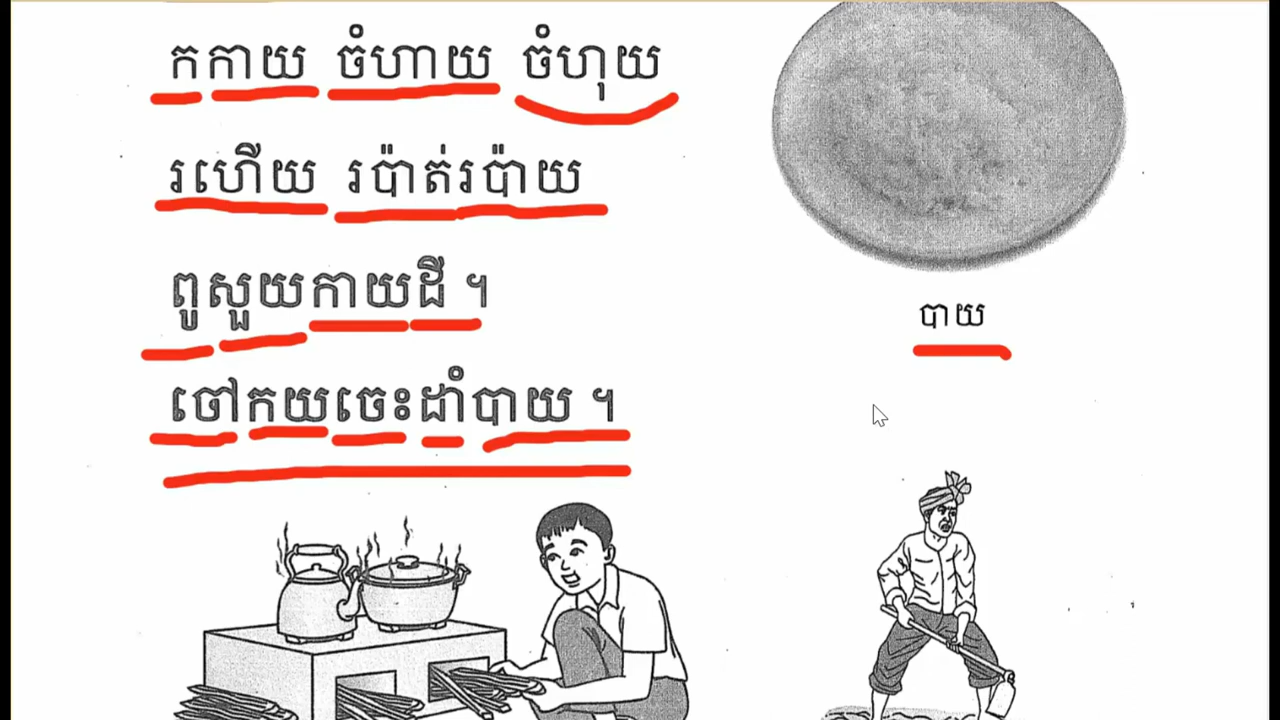 កកាយ ចំហាយ ចំហុយ
រហើយ រប៉ាត់រប៉ាយ
ពូសួយកាយដី ។
ចៅកយចេះដាំបាយ ។
បាយ